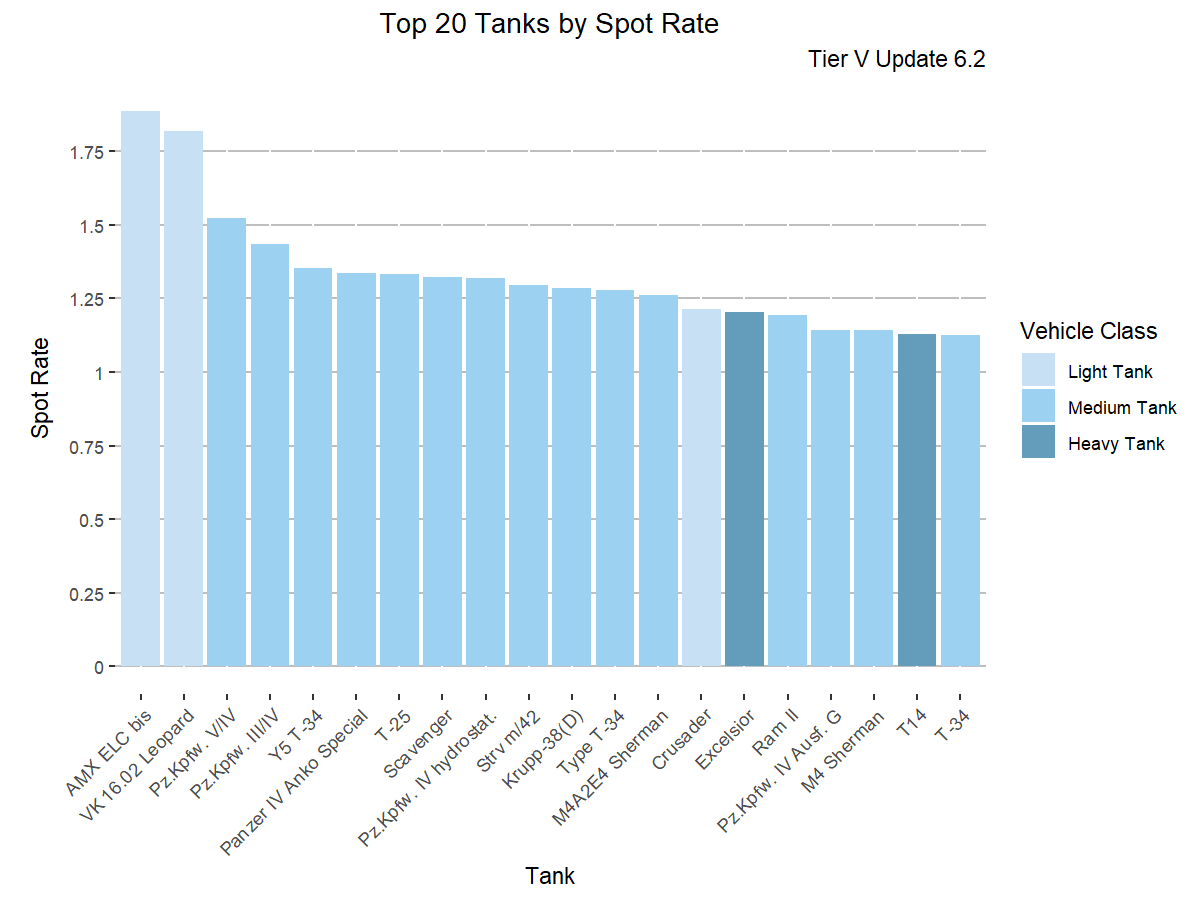 Top 20 Tanks by Spot Rate
Tier V Update 6.2
1.75
1.5
1.25
1
0.75
0.5
0.25
0
Spot Rate
AMX ELC bis
VK 16.02 Leopard
Pz.Kpfw. V/IV
Pz.Kpfw. III/IV
Y5 T-34
Panzer IV Anko Special
T-25
Scavenger
Pz.Kpfw. IV hydrostat.
Strv m/42
Krupp-38(D)
Type T-34
M4A2E4 Sherman
Crusader
Excelsior
Ram II
Pz.Kpfw. IV Ausf. G
M4 Sherman
T14
T-34
Tank
Vehicle Class
Light Tank
Medium Tank
Heavy Tank